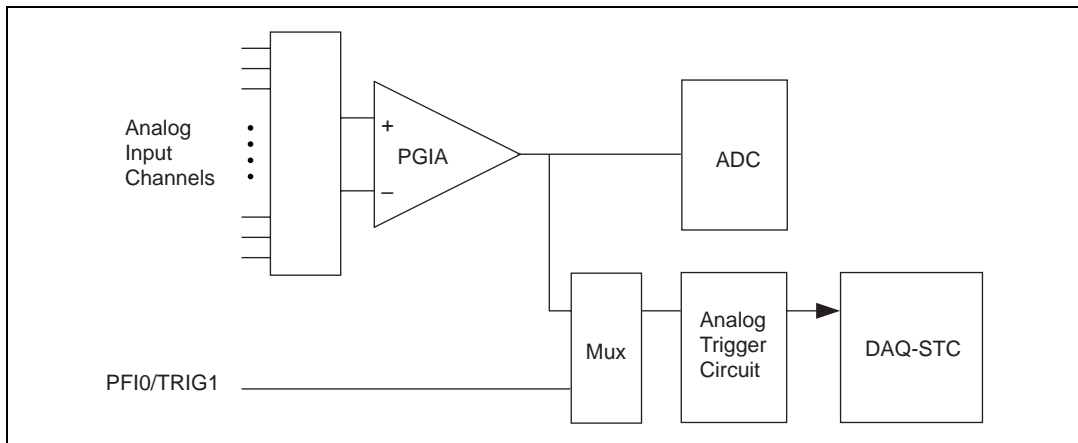 Analog
Input
Channels
+
PGIA
–
ADC
Mux
Analog
Trigger
Circuit
DAQ-STC
PFI0/TRIG1